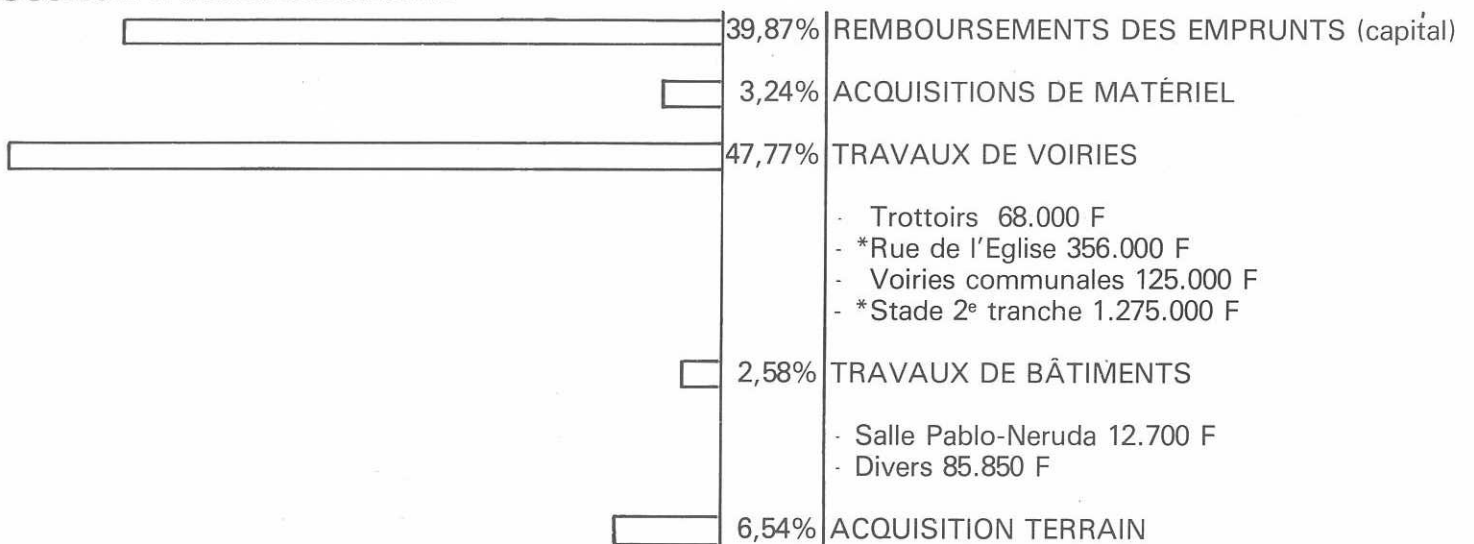 39,87% REMBOURSEMENTS DES EMPRUNTS (capital)
3,24% ACQUISITIONS DE MATÉRIEL
47,77% TRAVAUX DE VOIRIES
- Trottoirs 68.000 F
- *Rue de l'Eglise 356.000 F
- Voiries communales 125.000 F
- *Stade 2e tranche 1.275.000 F
2,58% TRAVAUX DE BÂTIMENTS
- Salle Pablo-Neruda 12.700 F
- Divers 85.850 F
6,54% ACQUISITION TERRAIN